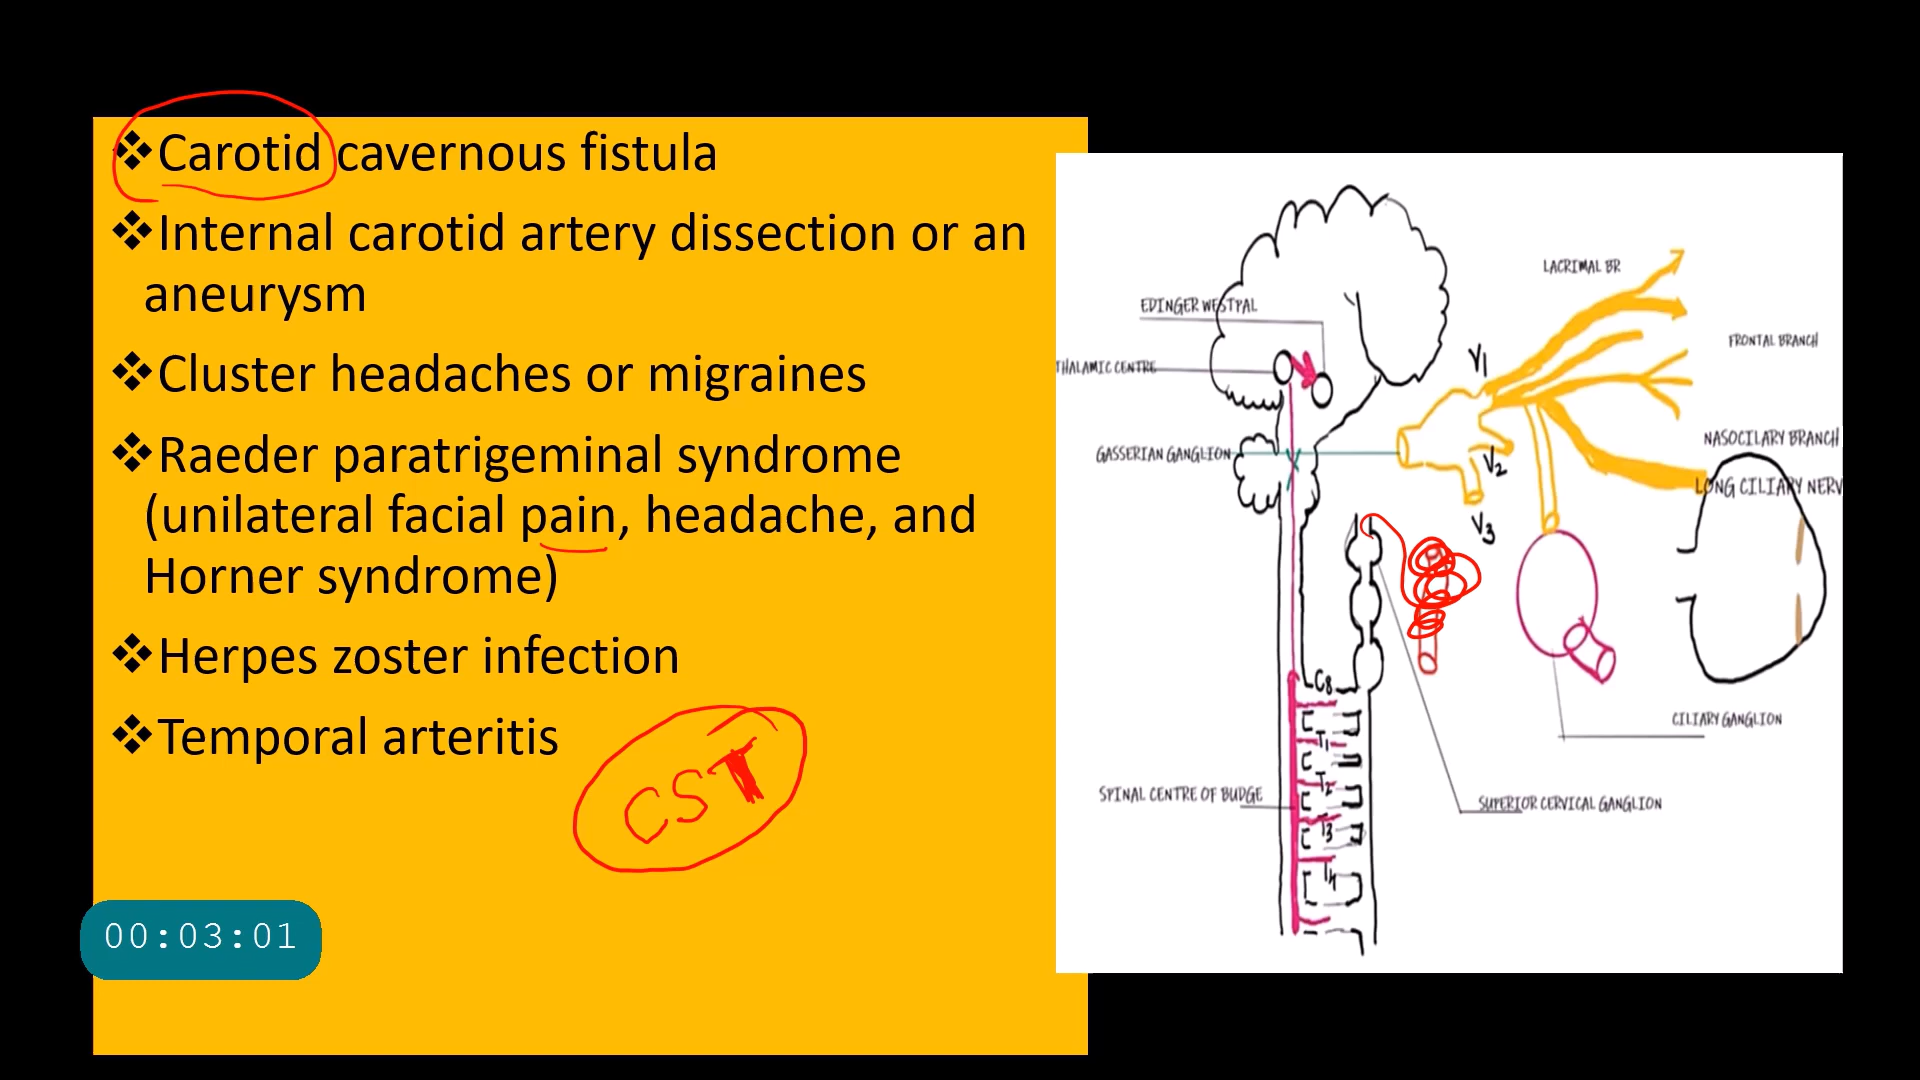 ❖Carotid cavernous fistula
❖Internal carotid artery dissection or an
aneurysm
❖Cluster headaches or migraines
❖Raeder paratrigeminal syndrome
(unilateral facial pain, headache, and
Horner syndrome)
❖Herpes zoster infection
❖Temporal arteritis
CST
00:03:01
LACRIMAL BR
EDINGER WESTPAL
FRONTAL BRANCH
V1
THALAMIC CENTRE
NASOCILARY BRANCH
GASSERIAN GANGLION
V2
LONG CILIARY NERV
V3
C8
CILIARY GANGLION
T1
T2
SPINAL CENTRE OF BUDGE
SUPERIOR CERVICAL GANGLION
T3
T4